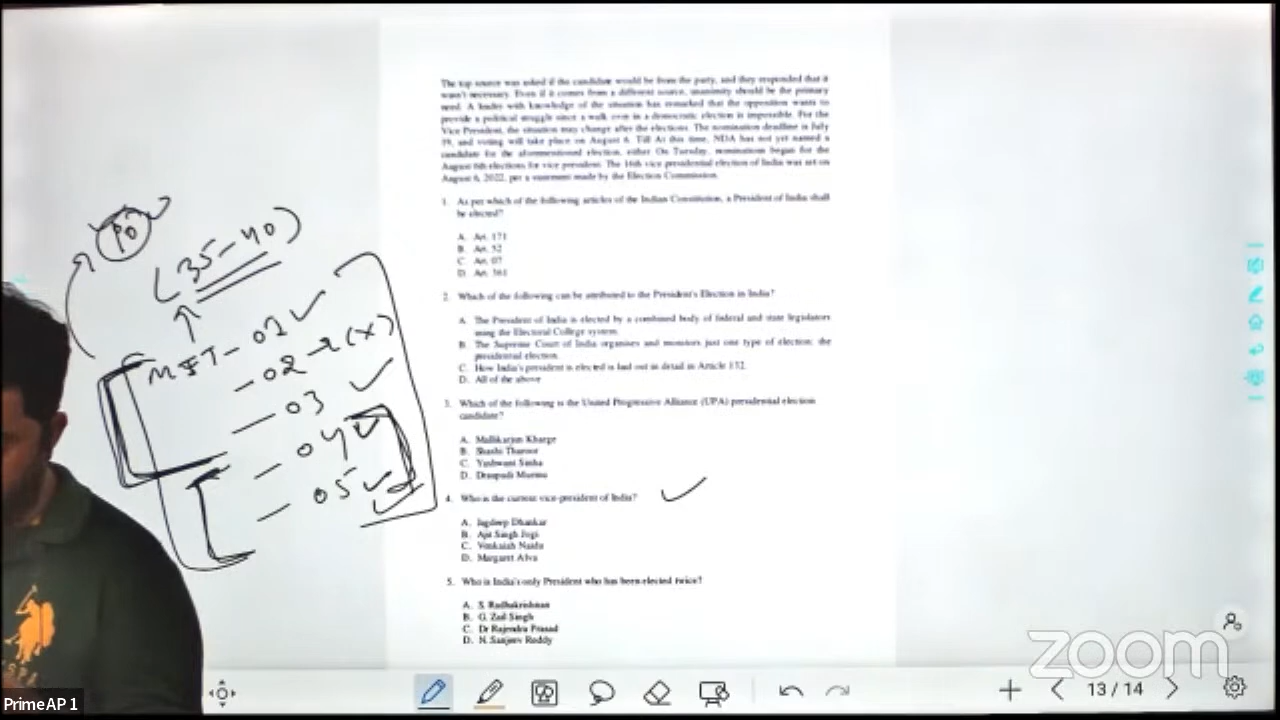 The top source was asked if the candidate would be from the party, and they responded that it
wasn't necessary. Even if it comes from a different source, unanimity should be the primary
need. A leader with knowledge of the situation has remarked that the opposition wants to
provide a political struggle since a walk over in a democratic election is impossible. For the
Vice President, the situation may change after the elections. The nomination deadline is July
19, and voting will take place on August 6. Till At this time, NDA has not yet named a
candidate for the aforementioned election, either. On Tuesday, nominations began for the
August 6th elections for vice president. The 16th vice presidential election of India was set on
August 6, 2022, per a statement made by the Election Commission.
1. As per which of the following articles of the Indian Constitution, a President of India shall
be elected?
A. Art. 171
B. Art. 52
C. Art. 07
D. Art. 361
2. Which of the following can be attributed to the President's Election in India?
A. The President of India is elected by a combined body of federal and state legislators
using the Electoral College system.
B. The Supreme Court of India organises and monitors just one type of election: the
presidential election.
C. How India's president is elected is laid out in detail in Article 132.
D. All of the above
3. Which of the following is the United Progressive Alliance (UPA) presidential election
candidate?
A. Mallikarjun Kharge
B. Shashi Tharoor
C. Yashwant Sinha
D. Draupadi Murmu
4. Who is the current vice-president of India?
A. Jagdeep Dhankar
B. Ajit Singh Jogi
C. Venkaiah Naidu
D. Margaret Alva
5. Who is India's only President who has been elected twice?
A. S. Radhakrishnan
B. G. Zail Singh
C. Dr Rajendra Prasad
D. N. Sanjeev Reddy
(35-40)
- 02 - 2 (x)
- 03
- 04
- 05
zoom
PrimeAP 1
13 / 14